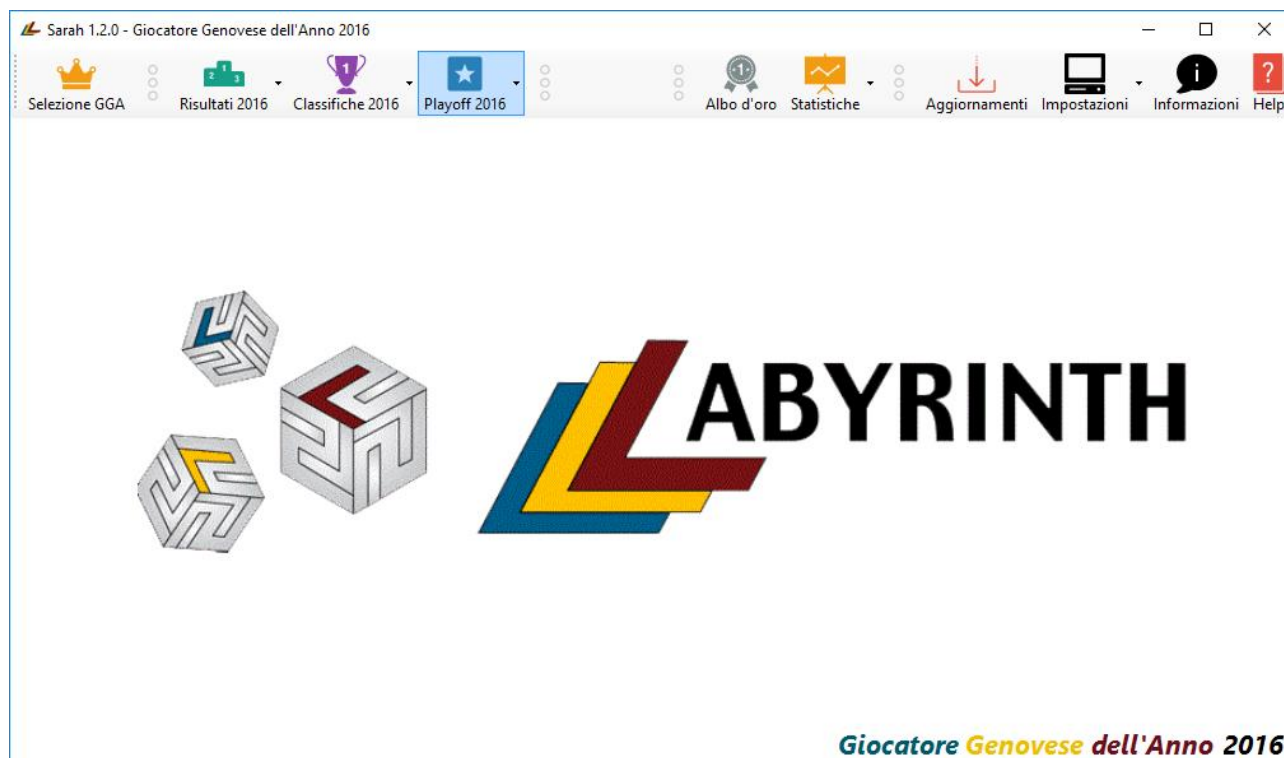 Sarah 1.2.0 - Giocatore Genovese dell'Anno 2016
Selezione GGA
Risultati 2016
Classifiche 2016
Playoff 2016
Albo d'oro
Statistiche
Aggiornamenti
Impostazioni
Informazioni
Help
LABYRINTH
Giocatore Genovese dell'Anno 2016